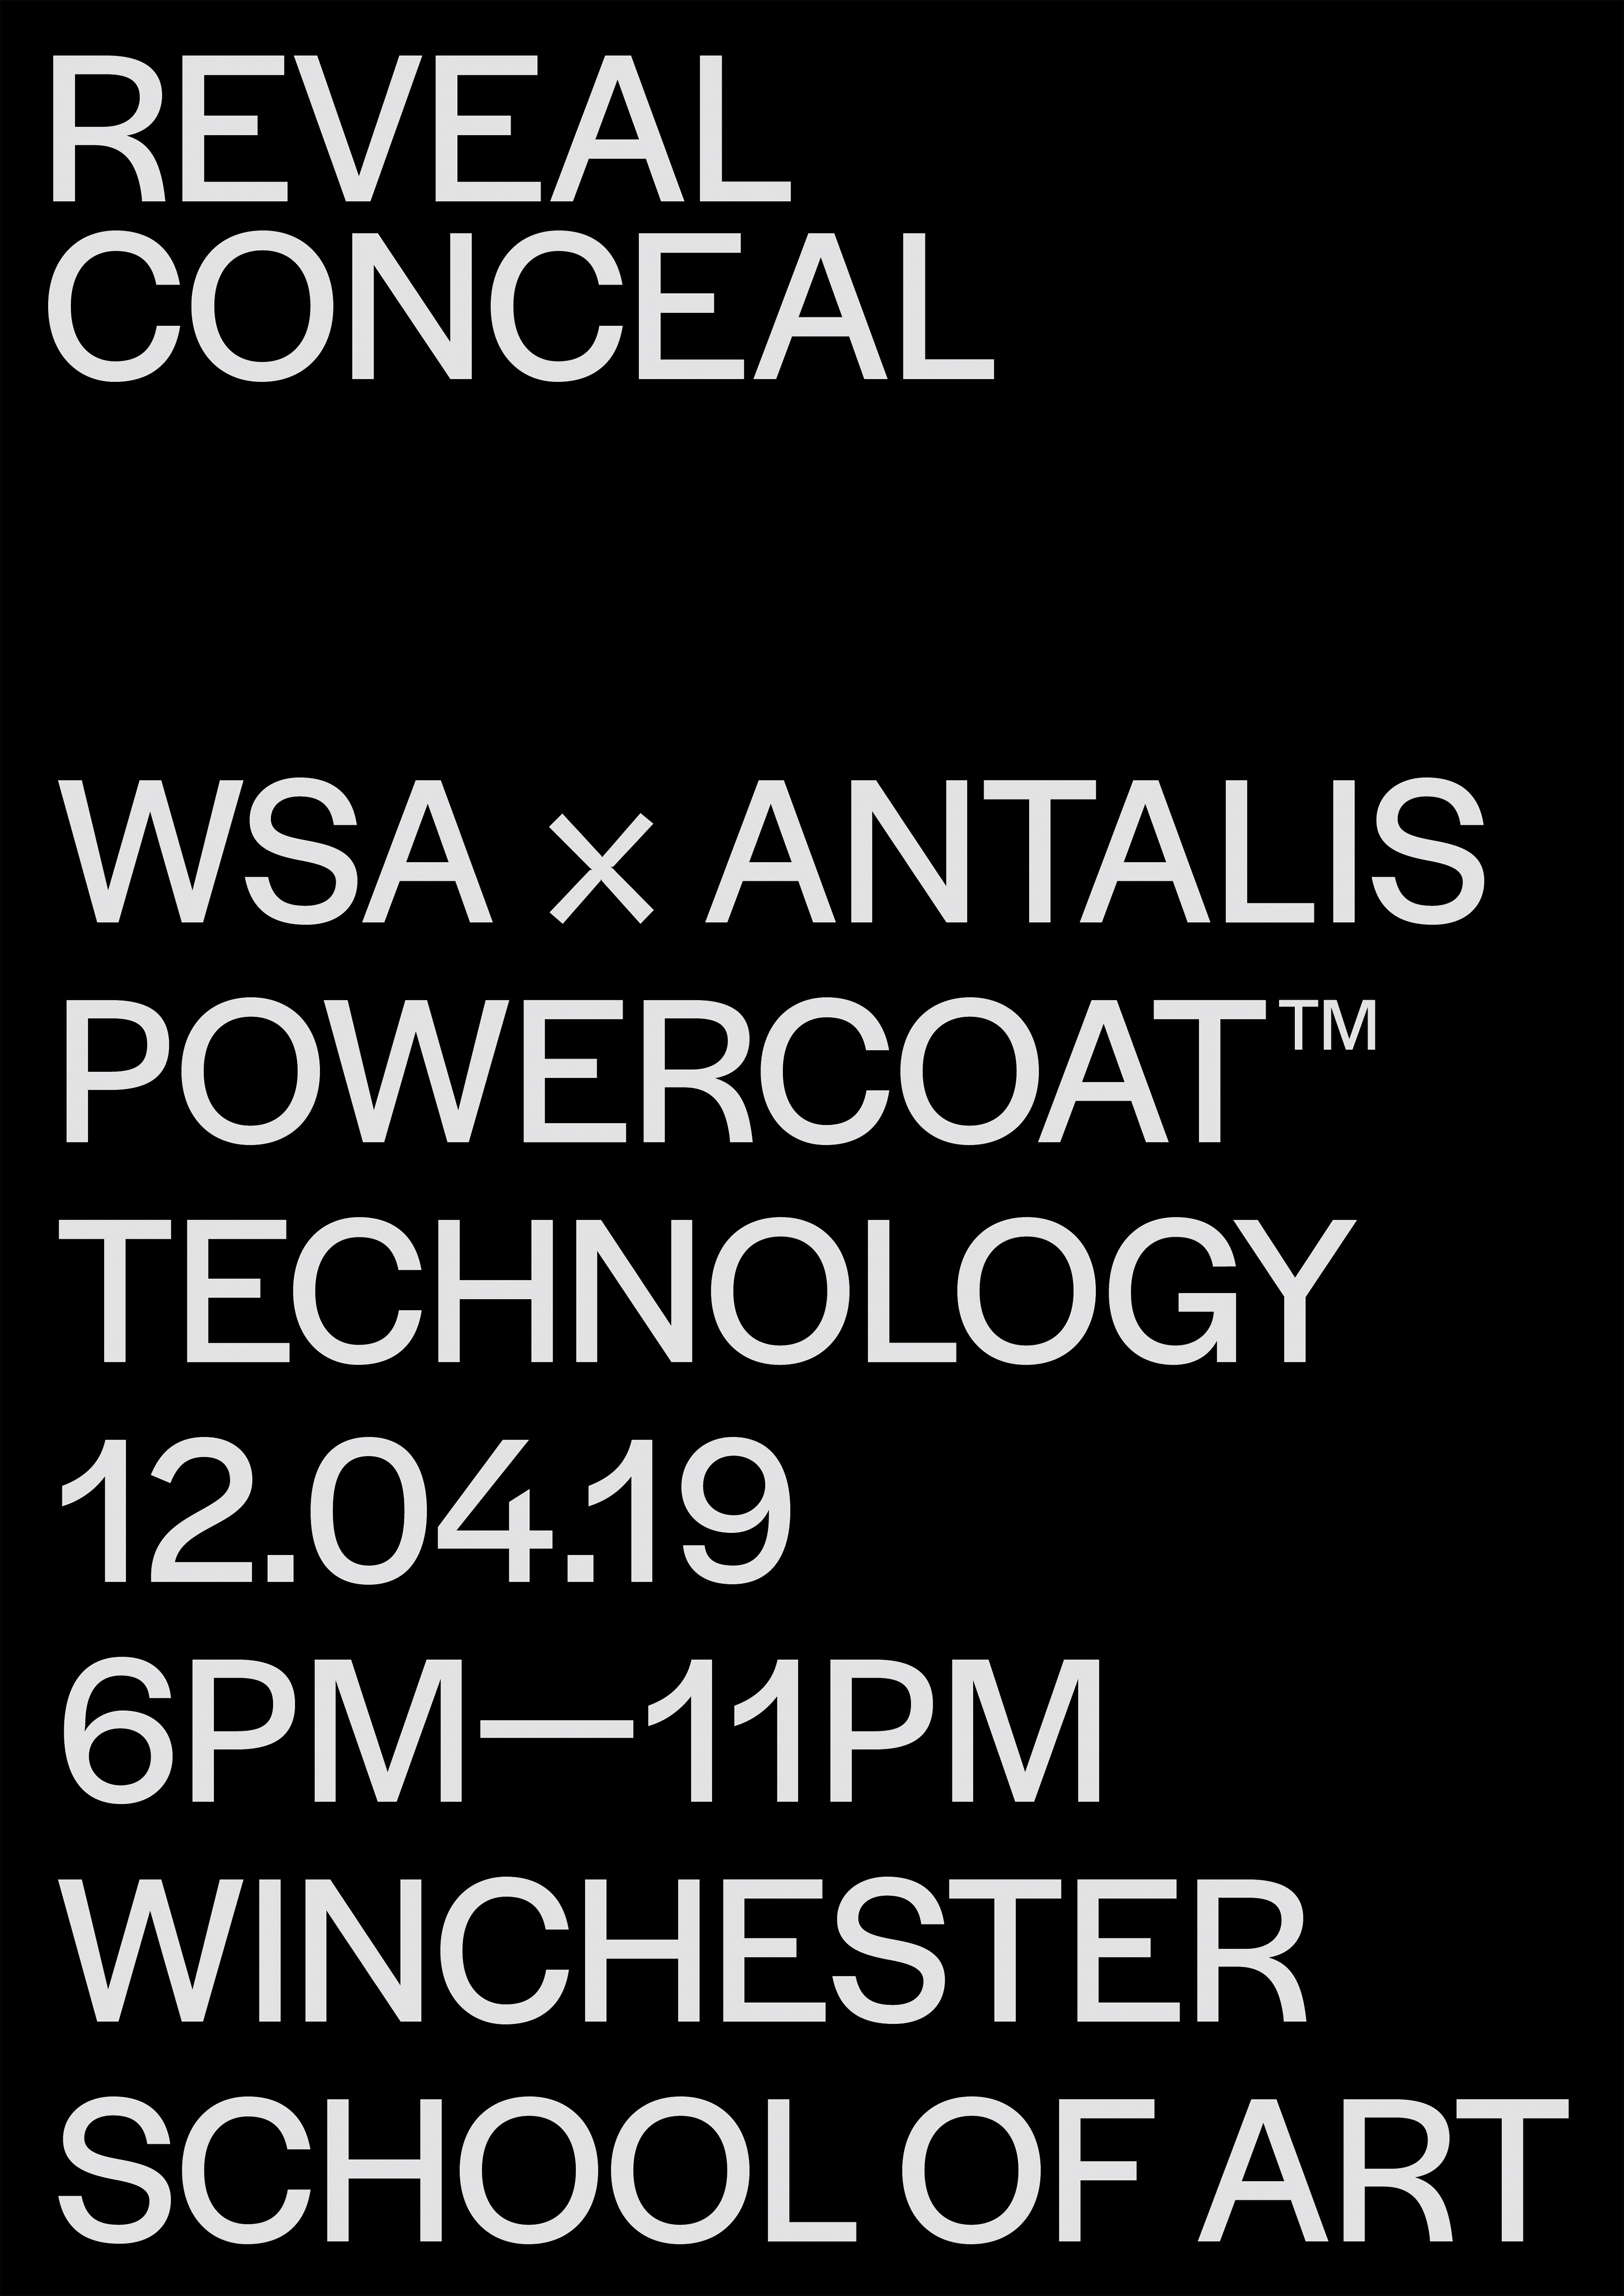 REVEAL
CONCEAL
WSA × ANTALIS
POWERCOAT™
TECHNOLOGY
12.04.19
6PM—11PM
WINCHESTER
SCHOOL OF ART